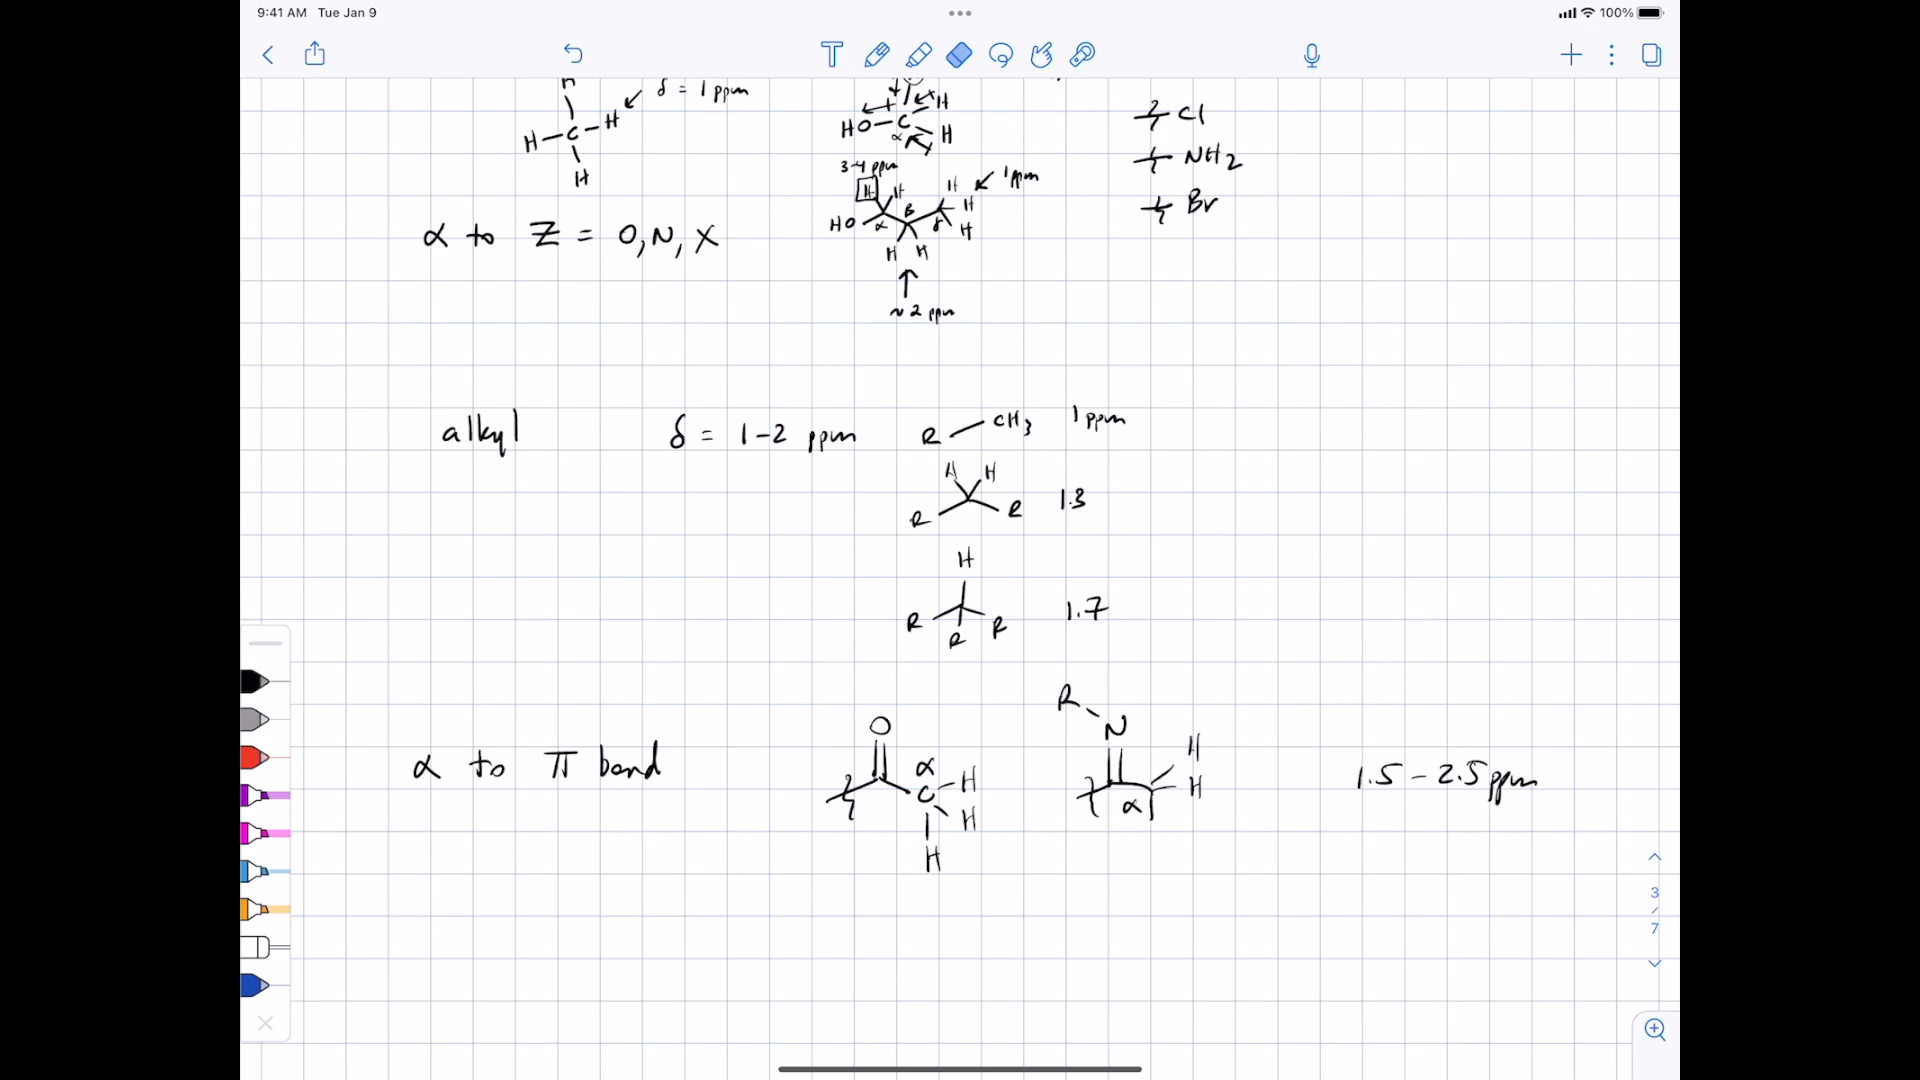 9:41 AM Tue Jan 9
100%
H
δ = 1 ppm
H–C–H
H
HO–C
H
H
α
3-4 ppm
H H
HO α β γ
H
H
H
1 ppm
H H
~2 ppm
Cl
NH2
Br
α to Z = O, N, X
alkyl δ = 1-2 ppm R CH3 1 ppm
H H
R R 1.3
H
R R R 1.7
R
N
O
α to π bond
α
C H
H
H
α
H
H
1.5 - 2.5 ppm
3
/
7